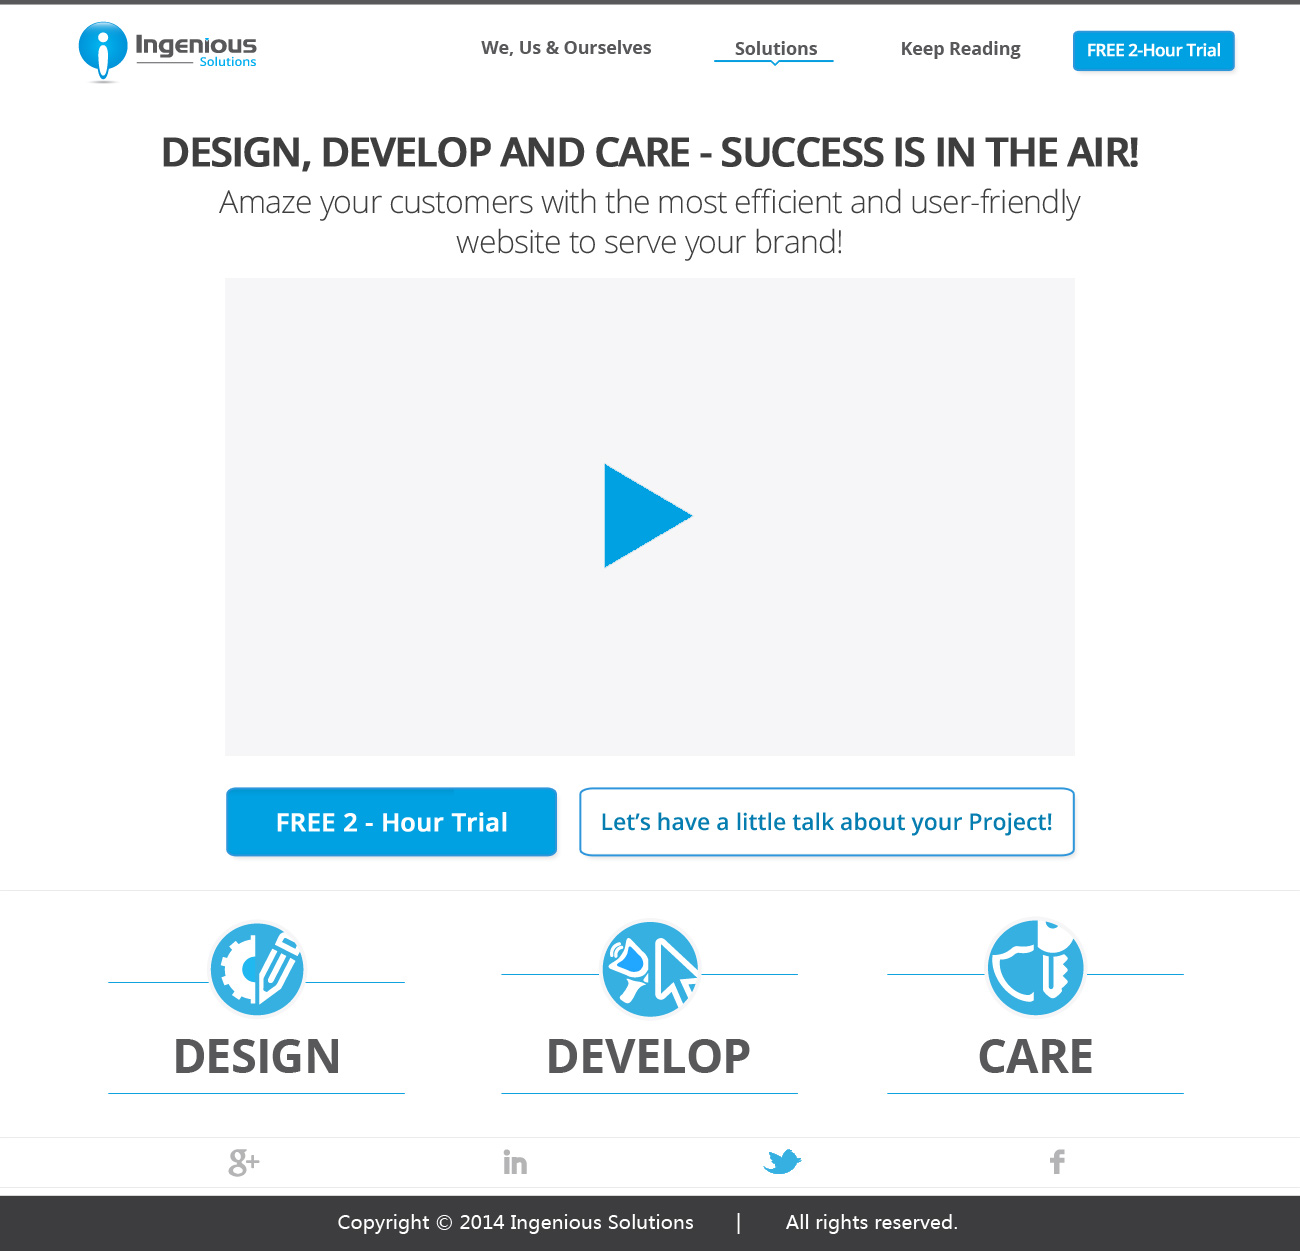 Ingenious
Solutions
We, Us & Ourselves
Solutions
Keep Reading
FREE 2-Hour Trial
DESIGN, DEVELOP AND CARE - SUCCESS IS IN THE AIR!
Amaze your customers with the most efficient and user-friendly
website to serve your brand!
FREE 2 - Hour Trial
Let's have a little talk about your Project!
DESIGN
DEVELOP
CARE
g+
in
f
Copyright © 2014 Ingenious Solutions | All rights reserved.